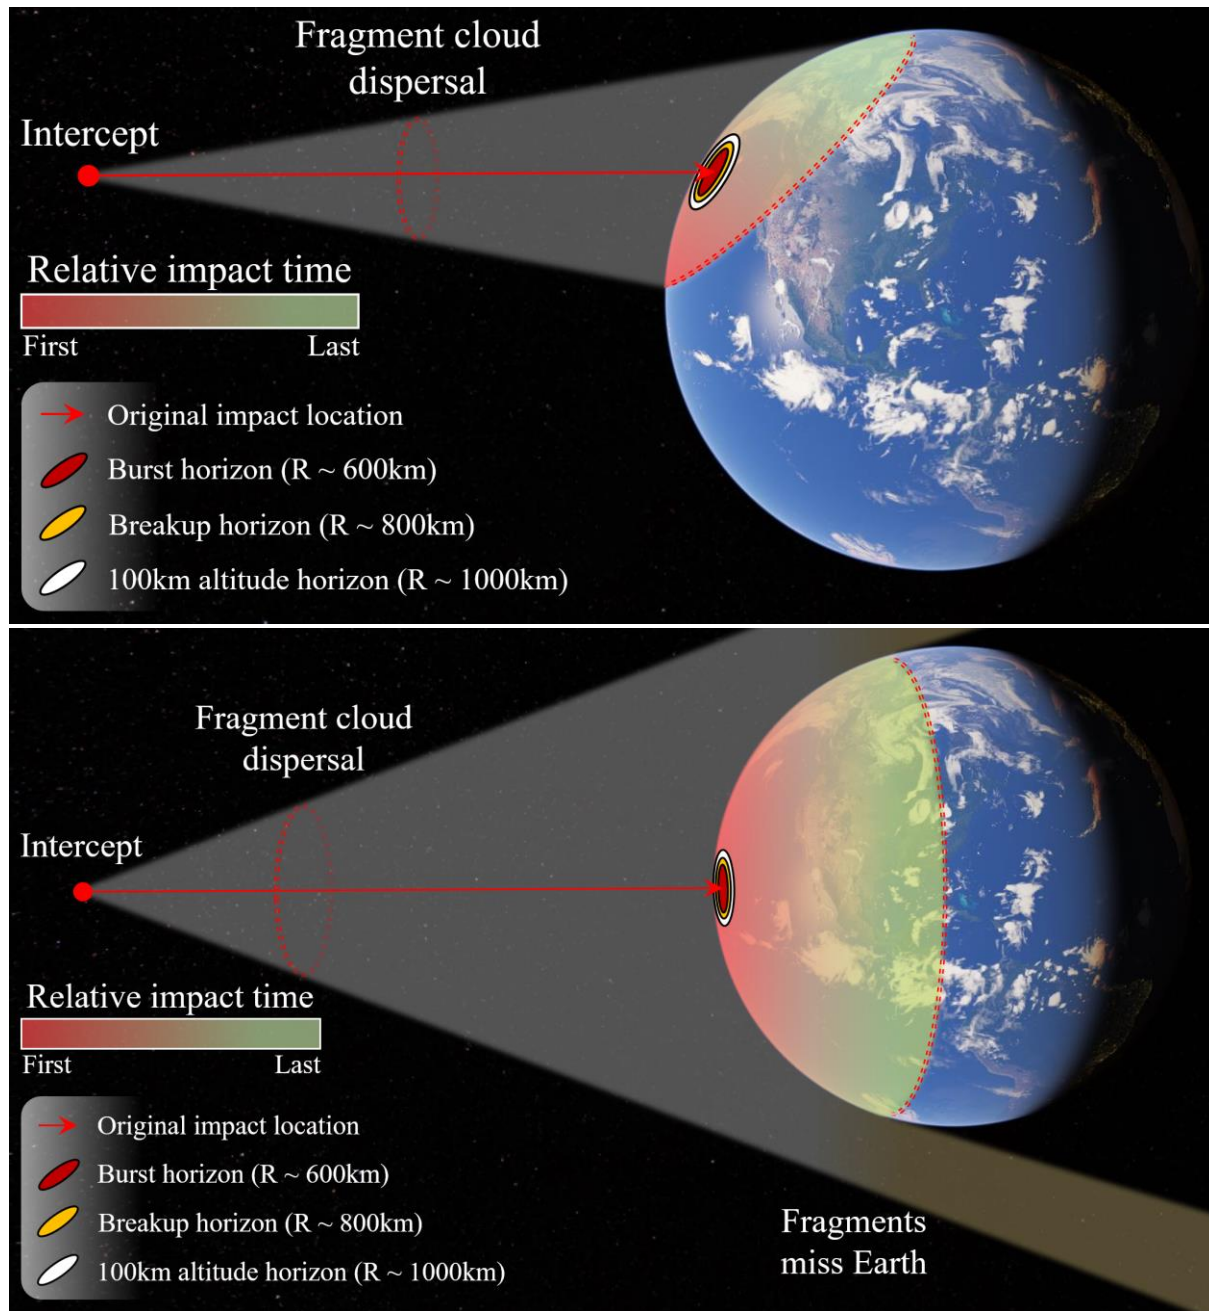 Fragment cloud
dispersal
Intercept
Relative impact time
First Last
Original impact location
Burst horizon (R ~ 600km)
Breakup horizon (R ~ 800km)
100km altitude horizon (R ~ 1000km)
Fragment cloud
dispersal
Intercept
Relative impact time
First Last
Original impact location
Burst horizon (R ~ 600km)
Breakup horizon (R ~ 800km)
100km altitude horizon (R ~ 1000km)
Fragments
miss Earth